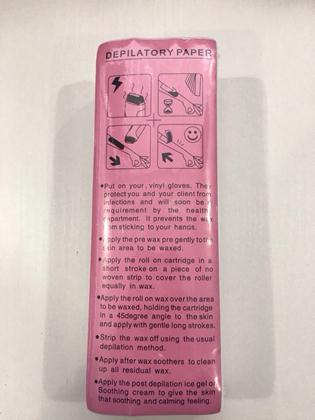 DEPILATORY PAPER
•Put on your, vinyl gloves. They
protect you and your client from
infections and will soon be
requirement by the health
epartment. It prevents the wax
om sticking to your hands.
•Apply the pre wax pre gently to the
skin area to be waxed.
•Apply the roll on cartridge in a
short stroke on a piece of no
woven strip to cover the roller
equally in wax.
•Apply the roll on wax over the area
to be waxed, holding the cartridge
in a 45degree angle to the skin
and apply with gentle long strokes.
•Strip the wax off using the usual
depilation method.
•Apply after wax soothers to clean
up all residual wax.
•Apply the post depilation ice gel or
Soothing cream to give the skin
that soothing and calming feeling.